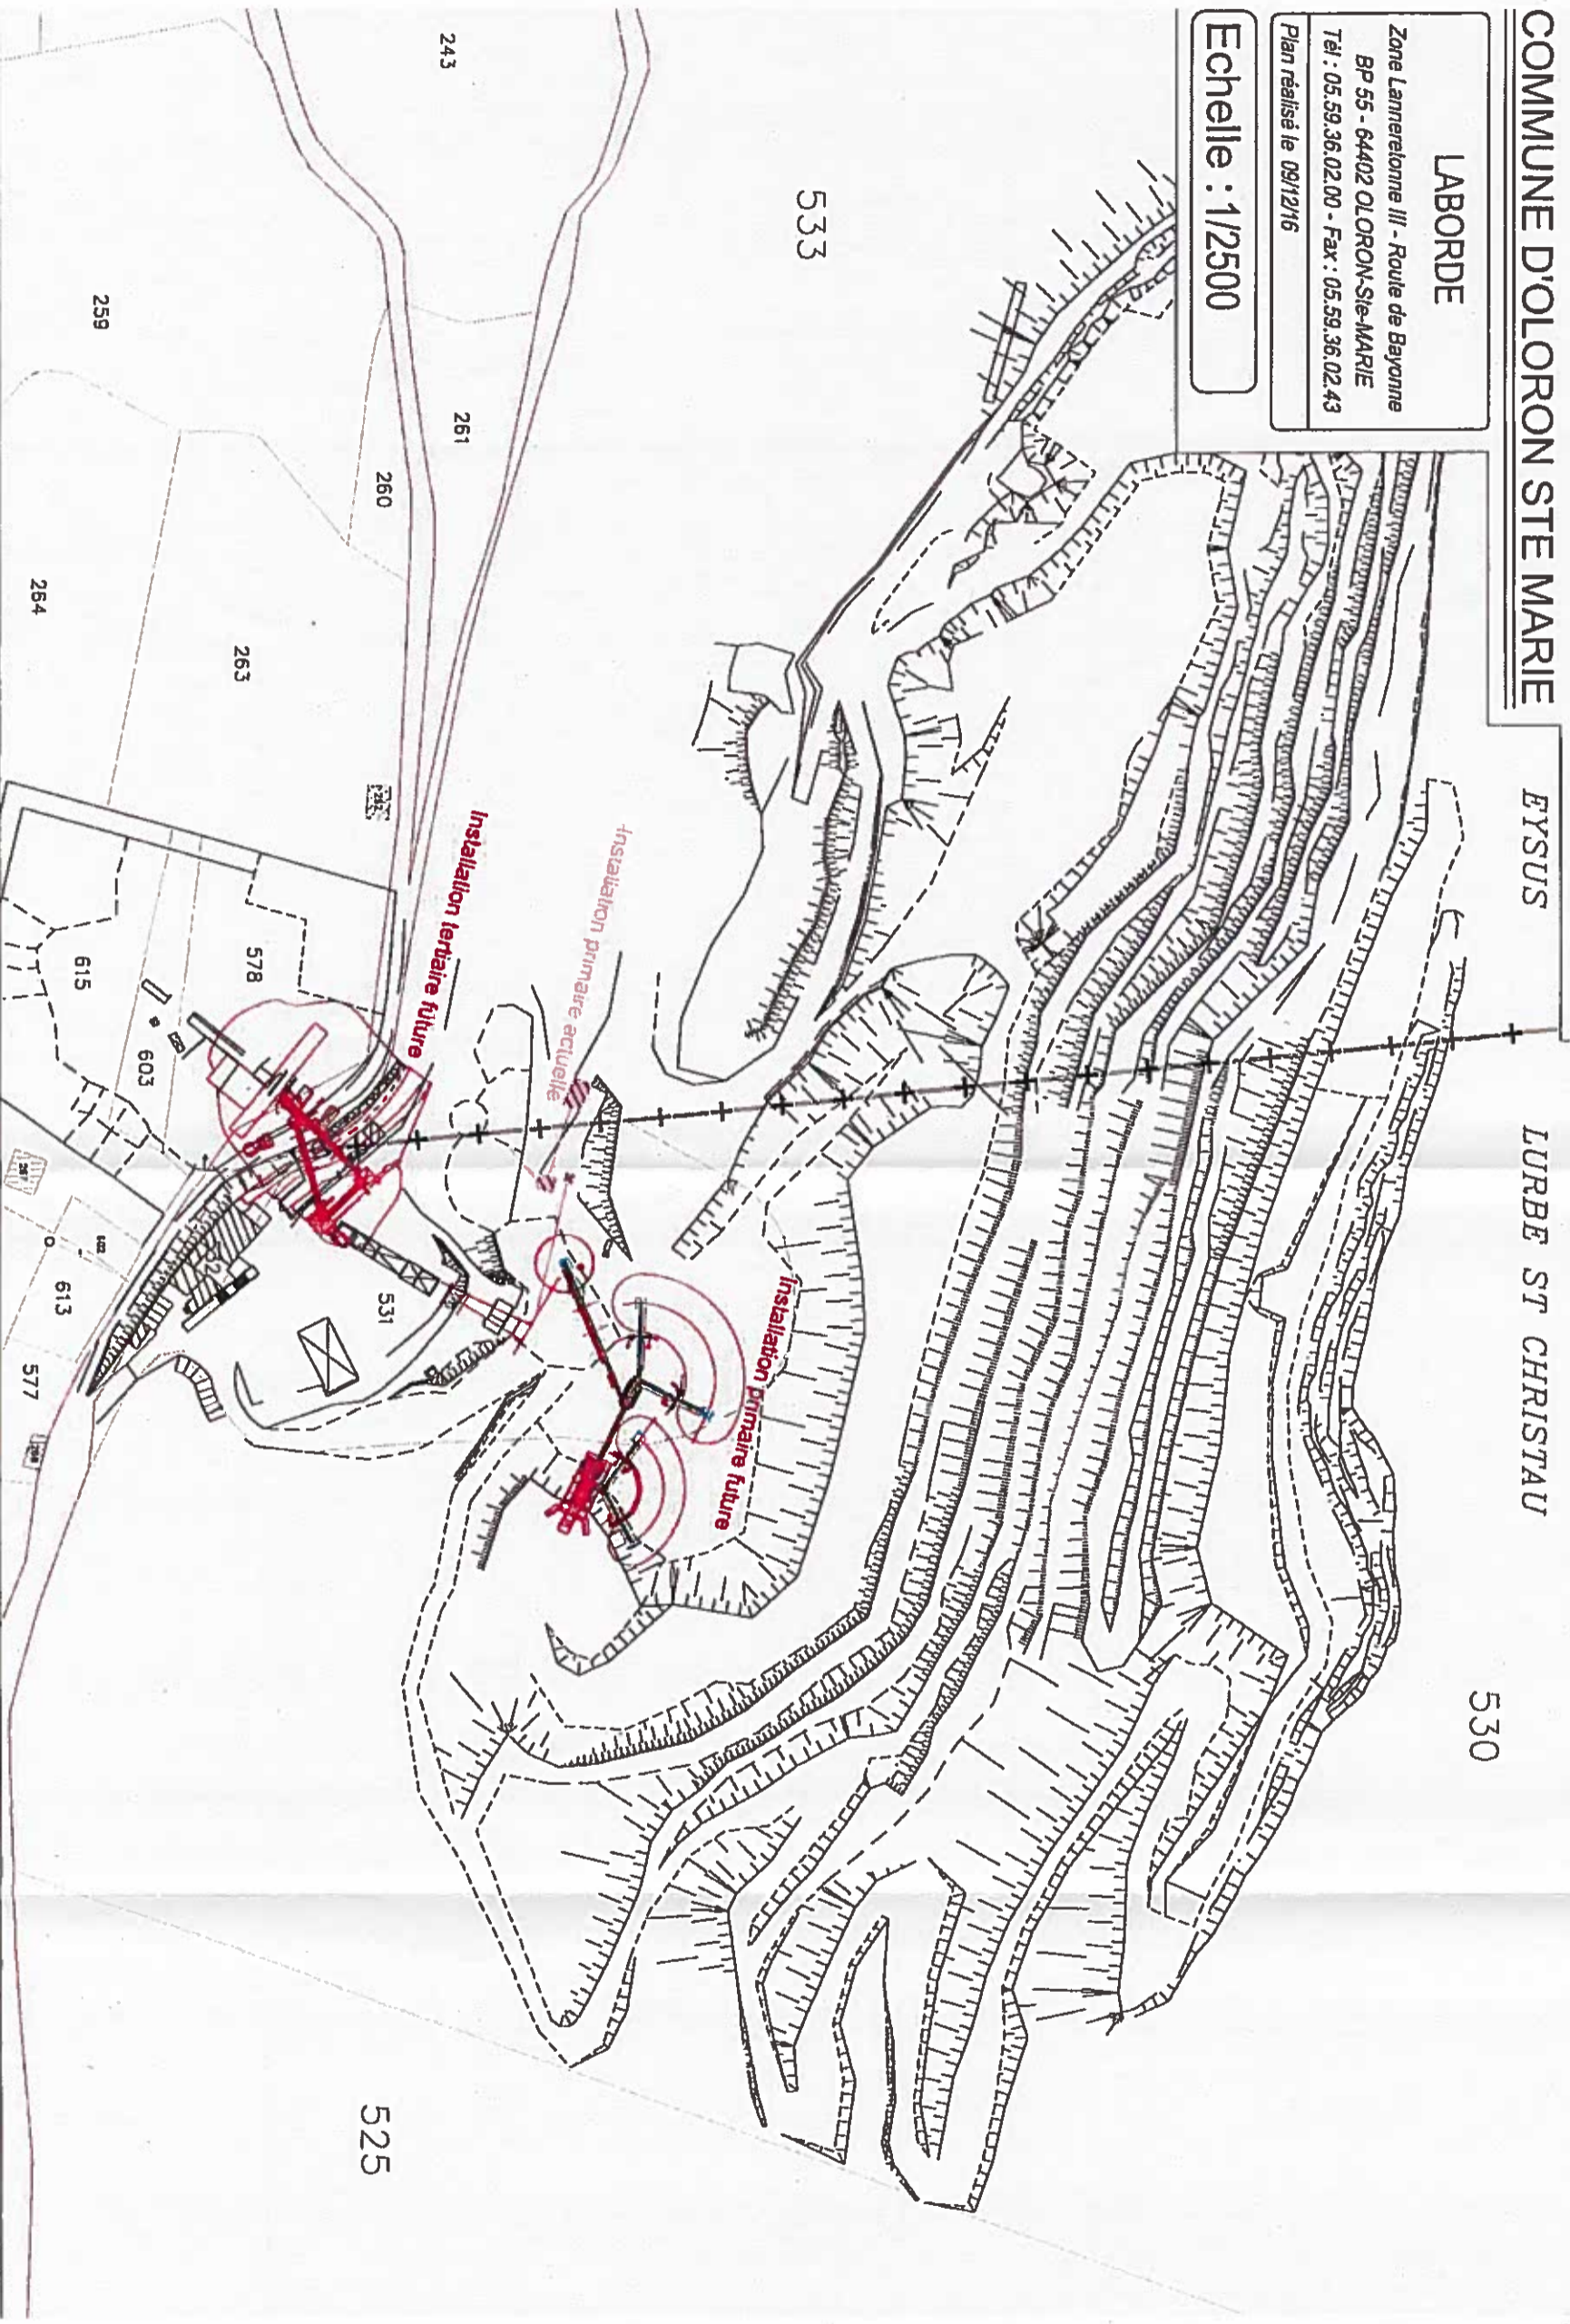 COMMUNE D'OLORON STE MARIE
LABORDE
Zone Lanneretonne III - Route de Bayonne
BP 55 - 64402 OLORON-Ste-MARIE
Tél : 05.59.36.02.00 - Fax : 05.59.36.02.43
Plan réalisé le 09/12/16
Echelle : 1/2500
EYSUS
LURBE ST CHRISTAU
530
533
243
261
260
259
263
264
Installation primaire actuelle
Installation tertiaire future
Installation primaire future
578
615
603
531
613
577
525